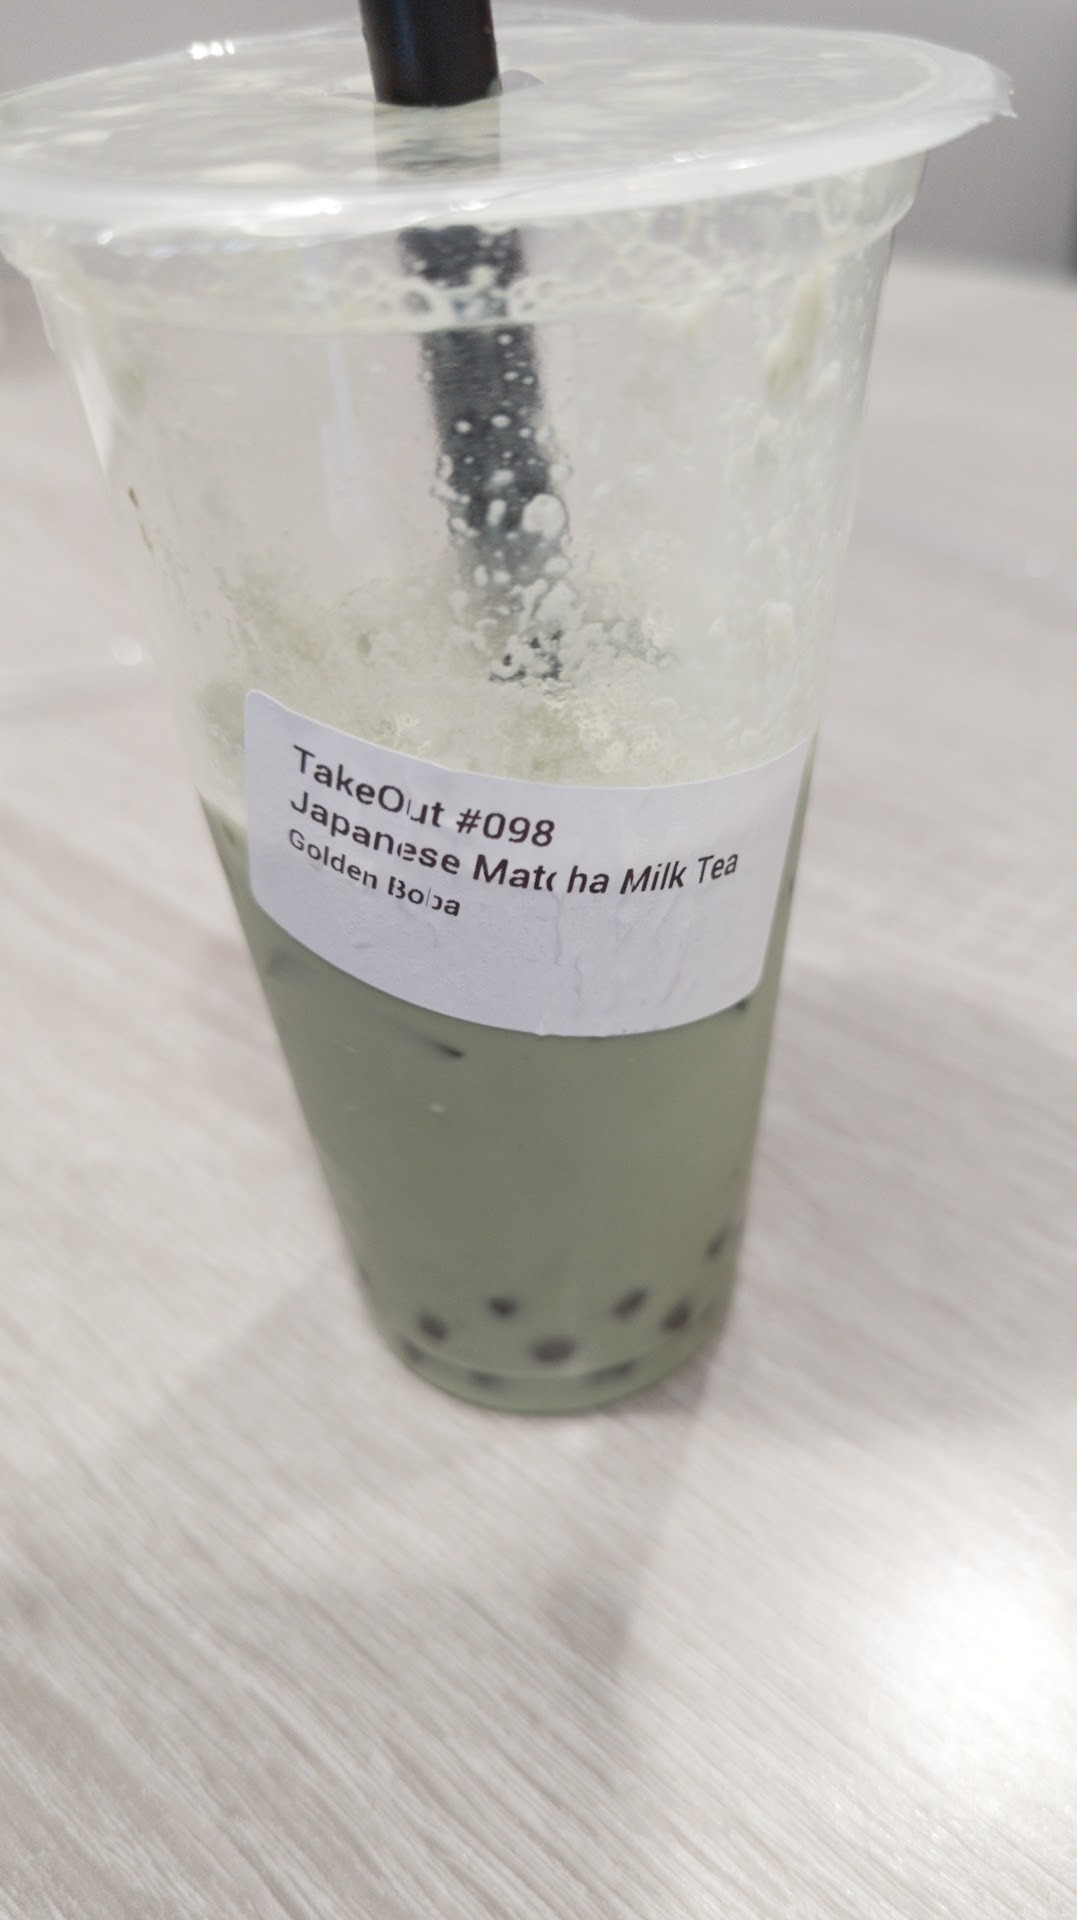 TakeOut #098
Japanese Matcha Milk Tea
Golden Boba